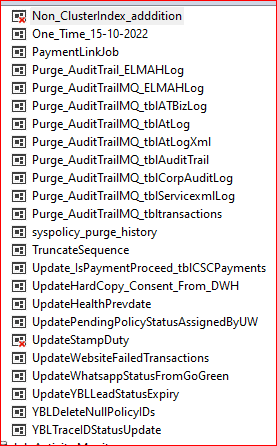 Non_ClusterIndex_adddition
One_Time_15-10-2022
PaymentLinkJob
Purge_AuditTrail_ELMAHLog
Purge_AuditTrailMQ_ELMAHLog
Purge_AuditTrailMQ_tblATBizLog
Purge_AuditTrailMQ_tblAtLog
Purge_AuditTrailMQ_tblAtLogXml
Purge_AuditTrailMQ_tblAuditTrail
Purge_AuditTrailMQ_tblCorpAuditLog
Purge_AuditTrailMQ_tblServicexmlLog
Purge_AuditTrailMQ_tbltransactions
syspolicy_purge_history
TruncateSequence
Update_IsPaymentProceed_tblCSCPayments
UpdateHardCopy_Consent_From_DWH
UpdateHealthPrevdate
UpdatePendingPolicyStatusAssignedByUW
UpdateStampDuty
UpdateWebsiteFailedTransactions
UpdateWhatsappStatusFromGoGreen
UpdateYBLLeadStatusExpiry
YBLDeleteNullPolicyIDs
YBLTraceIDStatusUpdate